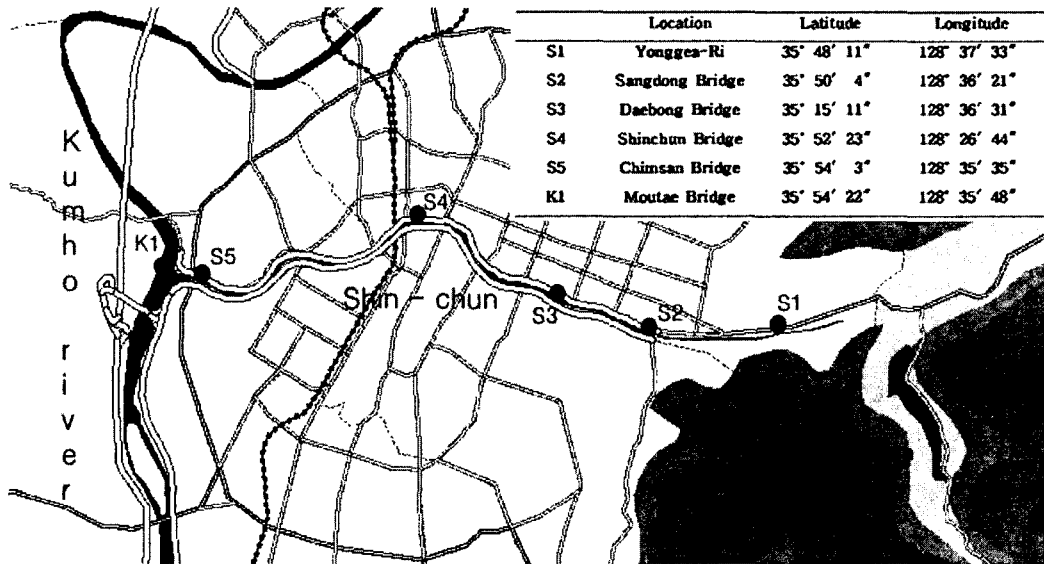 Location Latitude Longitude
S1 Yonggea-Ri 35° 48′ 11″ 128° 37′ 33″
S2 Sangdong Bridge 35° 50′ 4″ 128° 36′ 21″
S3 Daebong Bridge 35° 15′ 11″ 128° 36′ 31″
S4 Shinchun Bridge 35° 52′ 23″ 128° 26′ 44″
S5 Chimsan Bridge 35° 54′ 3″ 128° 35′ 35″
K1 Moutae Bridge 35° 54′ 22″ 128° 35′ 48″
Kumho river
K1
S5
S4
Shin - chun
S3
S2
S1